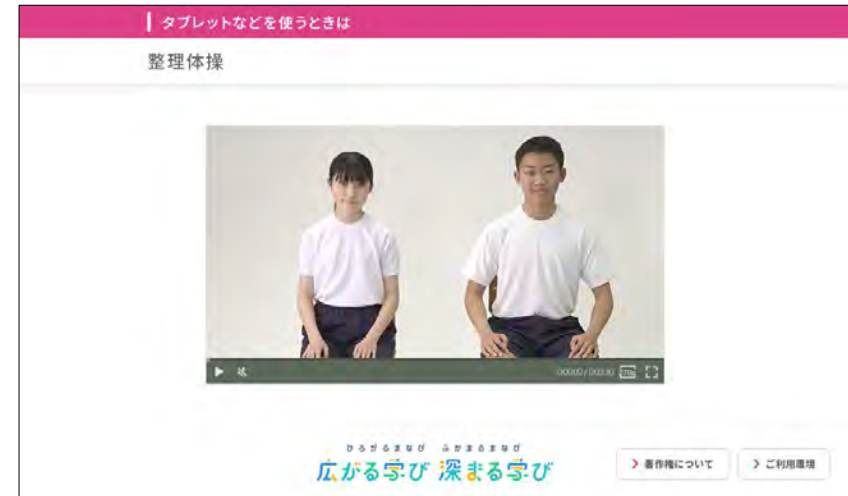 タブレットなどを使うときは
整理体操
ひろがるまなび ふかまるまなび
広がる学び 深まる学び
著作権について
ご利用環境